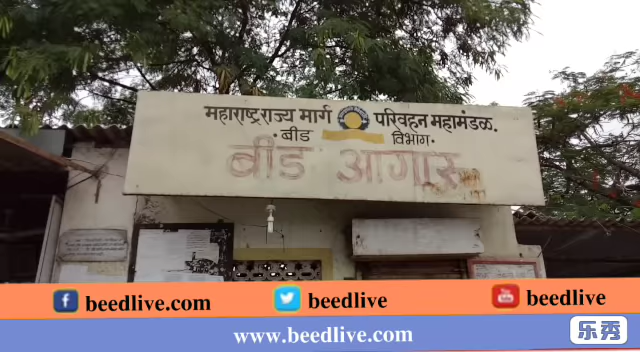 महाराष्ट्र राज्य मार्ग परिवहन महामंडळ.
·बीड विभाग·
बीड आगार
beedlive.com beedlive beedlive
www.beedlive.com
乐秀